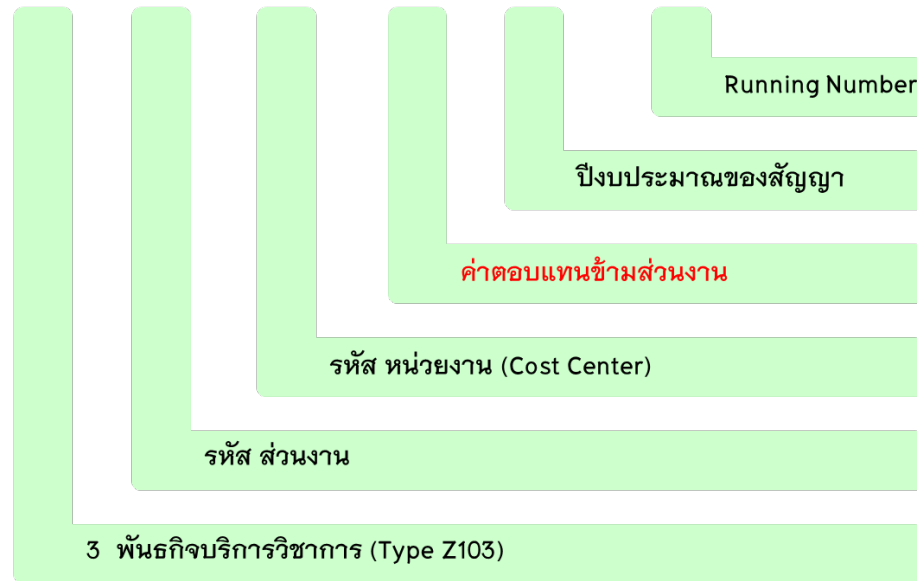 Running Number
ปีงบประมาณของสัญญา
ค่าตอบแทนข้ามส่วนงาน
รหัส หน่วยงาน (Cost Center)
รหัส ส่วนงาน
3 พันธกิจบริการวิชาการ (Type Z103)